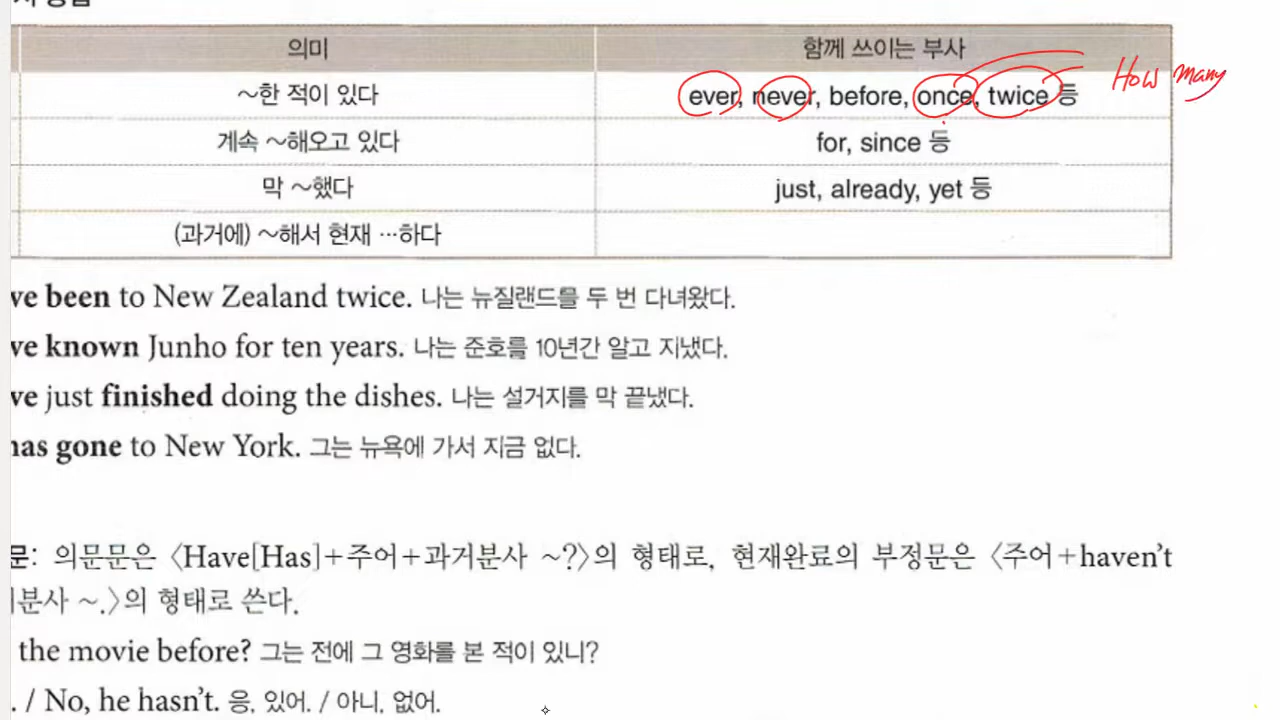 의미 함께 쓰이는 부사
~한 적이 있다 ever, never, before, once, twice 등 How many
계속 ~해오고 있다 for, since 등
막 ~했다 just, already, yet 등
(과거에) ~해서 현재 …하다
ve been to New Zealand twice. 나는 뉴질랜드를 두 번 다녀왔다.
ve known Junho for ten years. 나는 준호를 10년간 알고 지냈다.
ve just finished doing the dishes. 나는 설거지를 막 끝냈다.
has gone to New York. 그는 뉴욕에 가서 지금 없다.
문: 의문문은 〈Have[Has]+주어+과거분사 ~?〉의 형태로, 현재완료의 부정문은 〈주어+haven't
분사 ~.〉의 형태로 쓴다.
the movie before? 그는 전에 그 영화를 본 적이 있니?
. / No, he hasn't. 응, 있어. / 아니, 없어.